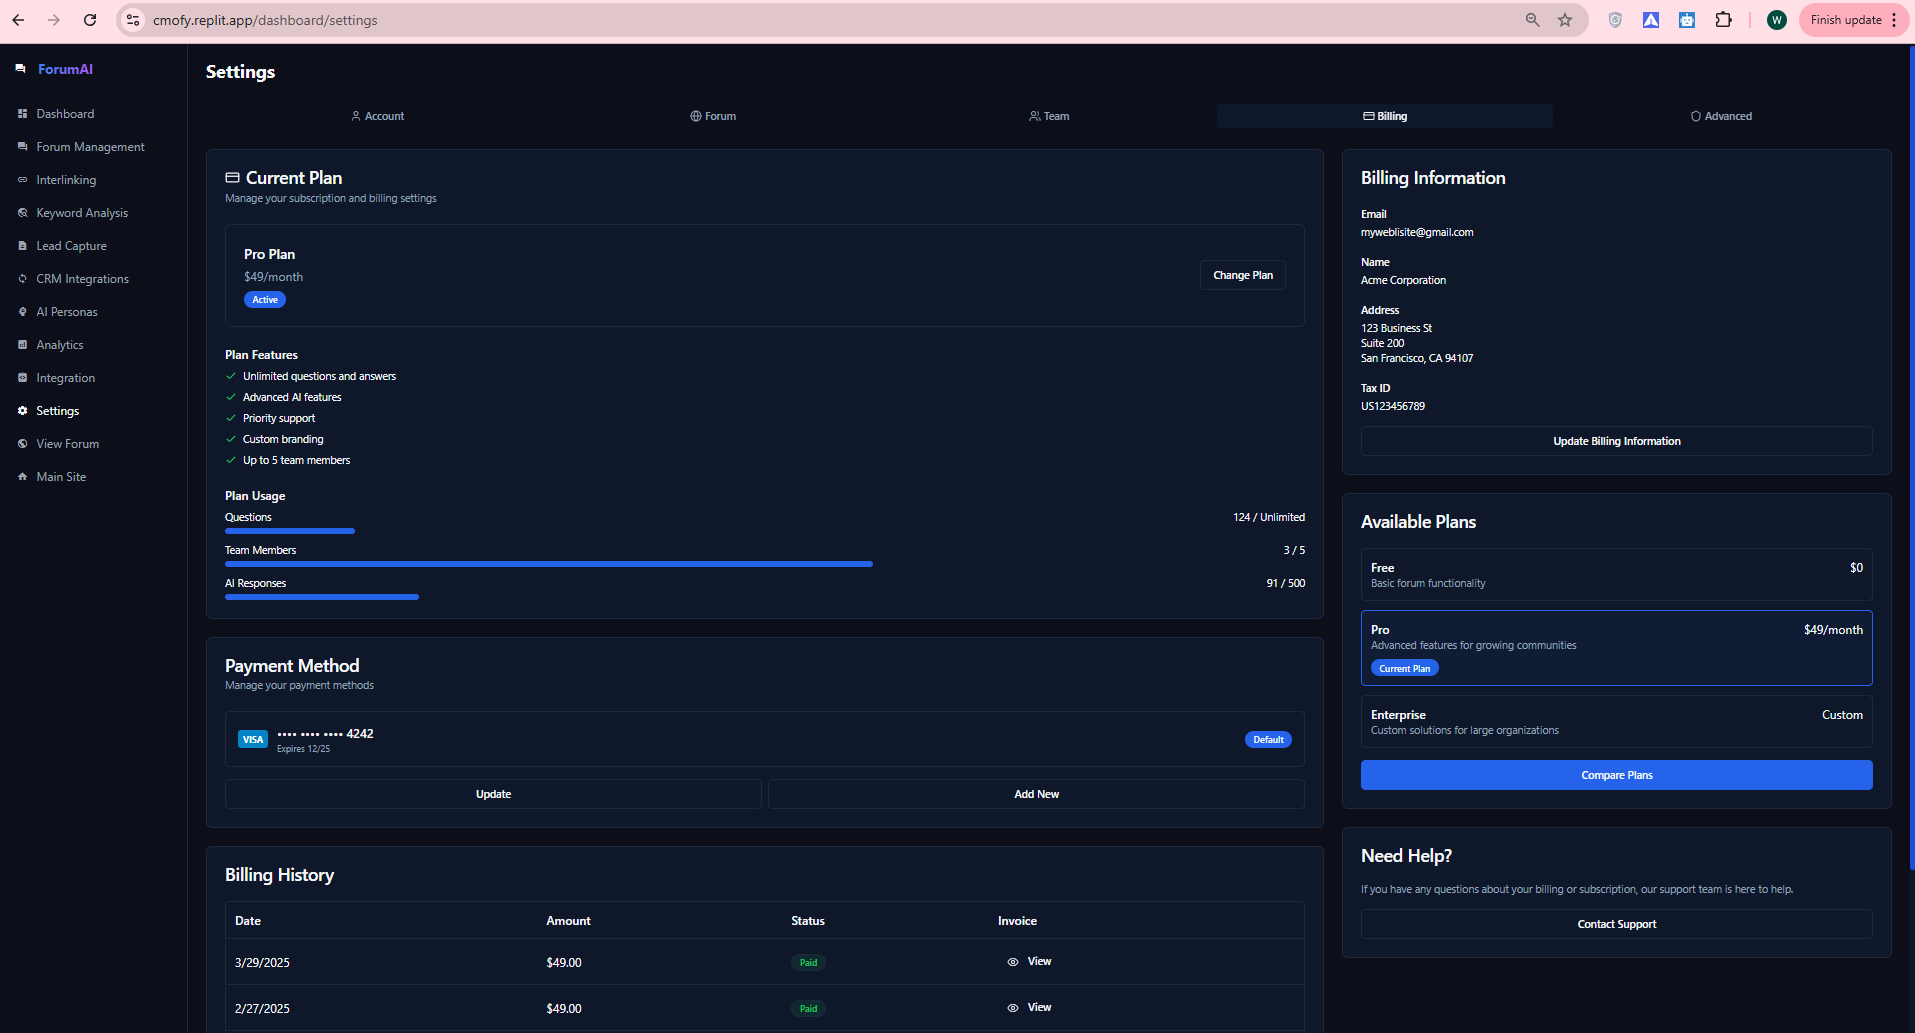 cmofy.replit.app/dashboard/settings
W
Finish update
ForumAI
Dashboard
Forum Management
Interlinking
Keyword Analysis
Lead Capture
CRM Integrations
AI Personas
Analytics
Integration
Settings
View Forum
Main Site
Settings
Account
Forum
Team
Billing
Advanced
Current Plan
Manage your subscription and billing settings
Pro Plan
$49/month
Active
Change Plan
Plan Features
Unlimited questions and answers
Advanced AI features
Priority support
Custom branding
Up to 5 team members
Plan Usage
Questions 124 / Unlimited
Team Members 3 / 5
AI Responses 91 / 500
Payment Method
Manage your payment methods
VISA
•••• •••• •••• 4242
Expires 12/25
Default
Update
Add New
Billing History
Date Amount Status Invoice
3/29/2025 $49.00 Paid View
2/27/2025 $49.00 Paid View
Billing Information
Email
myweblisite@gmail.com
Name
Acme Corporation
Address
123 Business St
Suite 200
San Francisco, CA 94107
Tax ID
US123456789
Update Billing Information
Available Plans
Free $0
Basic forum functionality
Pro $49/month
Advanced features for growing communities
Current Plan
Enterprise Custom
Custom solutions for large organizations
Compare Plans
Need Help?
If you have any questions about your billing or subscription, our support team is here to help.
Contact Support